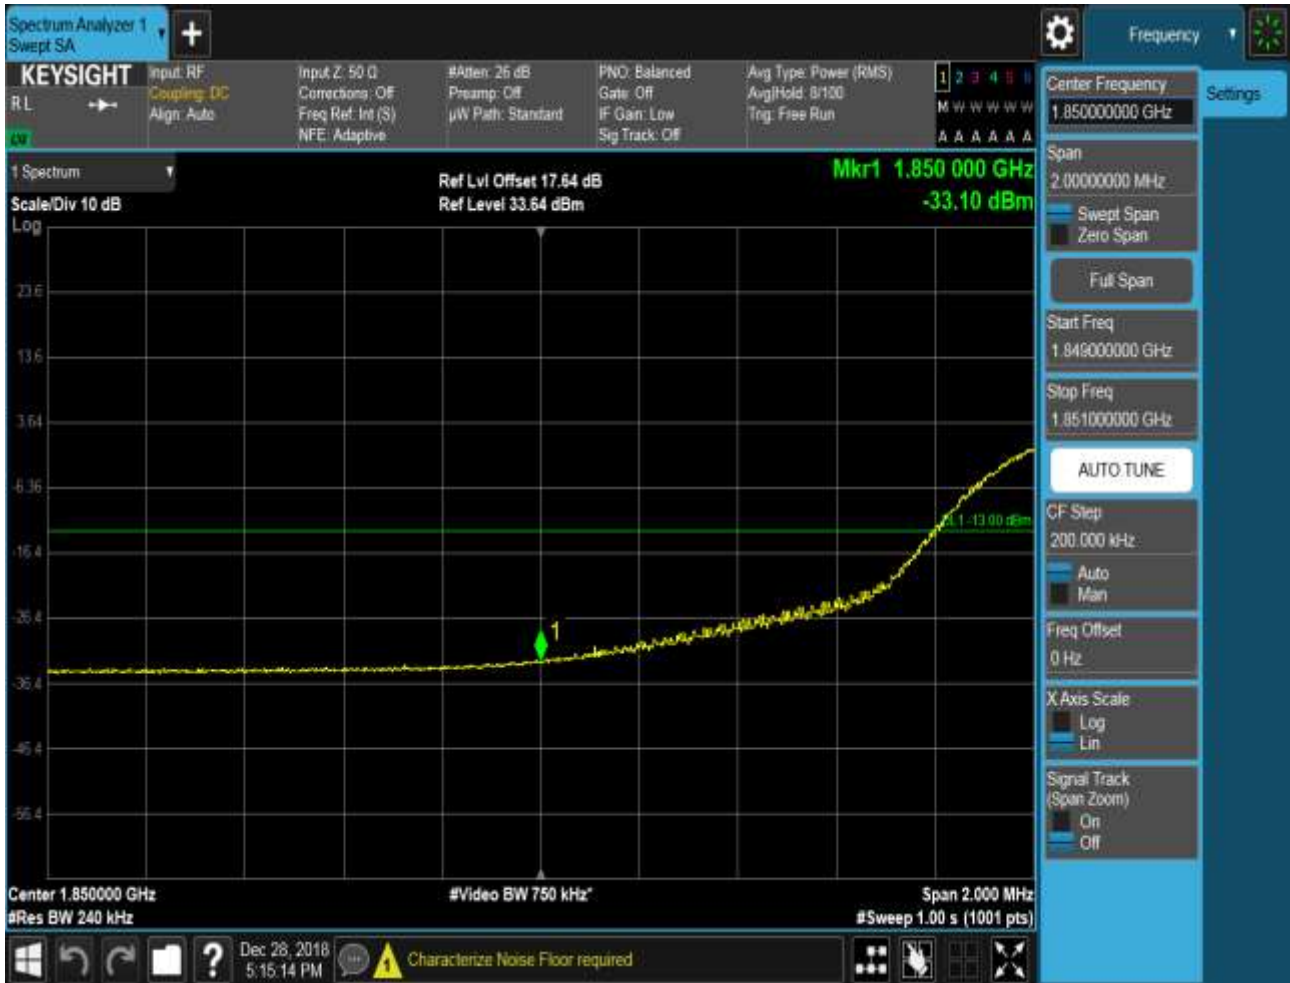 Spectrum Analyzer 1
Swept SA
+
Frequency
KEYSIGHT
RL
Input: RF
Coupling: DC
Align: Auto
Input Z: 50 Ω
Corrections: Off
Freq Ref: Int (S)
NFE: Adaptive
#Atten: 26 dB
Preamp: Off
µW Path: Standard
PNO: Balanced
Gate: Off
IF Gain: Low
Sig Track: Off
Avg Type: Power (RMS)
Avg|Hold: 8/100
Trig: Free Run
1 2 3 4 5 6
M W W W W W
A A A A A A
1 Spectrum
Scale/Div 10 dB
Log
Ref Lvl Offset 17.64 dB
Ref Level 33.64 dBm
Mkr1 1.850 000 GHz
-33.10 dBm
23.6
13.6
3.64
-6.36
-16.4
-26.4
-36.4
-46.4
-56.4
DL1 -13.00 dBm
1
Center 1.850000 GHz
#Res BW 240 kHz
#Video BW 750 kHz*
Span 2.000 MHz
#Sweep 1.00 s (1001 pts)
Center Frequency
1.850000000 GHz
Settings
Span
2.00000000 MHz
Swept Span
Zero Span
Full Span
Start Freq
1.849000000 GHz
Stop Freq
1.851000000 GHz
AUTO TUNE
CF Step
200.000 kHz
Auto
Man
Freq Offset
0 Hz
X Axis Scale
Log
Lin
Signal Track
(Span Zoom)
On
Off
?
Dec 28, 2018
5:15:14 PM
Characterize Noise Floor required